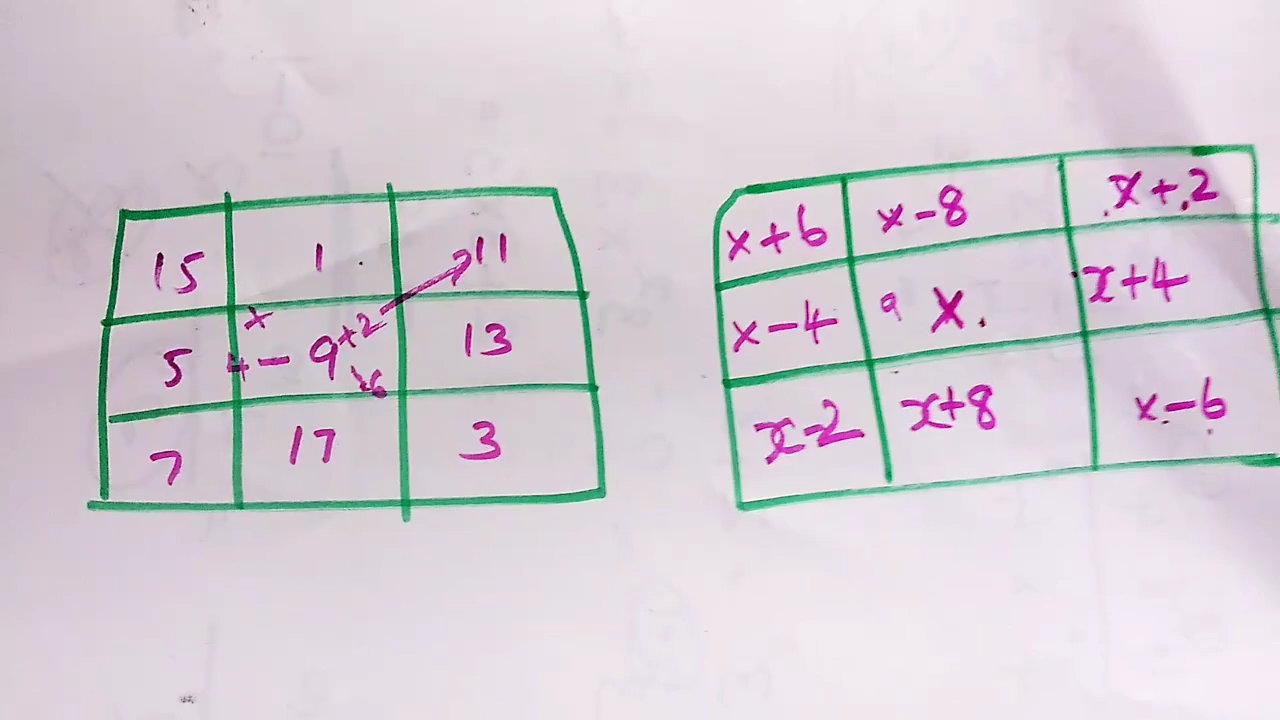 15 1 11
x
5 4 - 9 +2 13
+6
7 17 3
x+6 x-8 x+2
x-4 9 x x+4
x-2 x+8 x-6